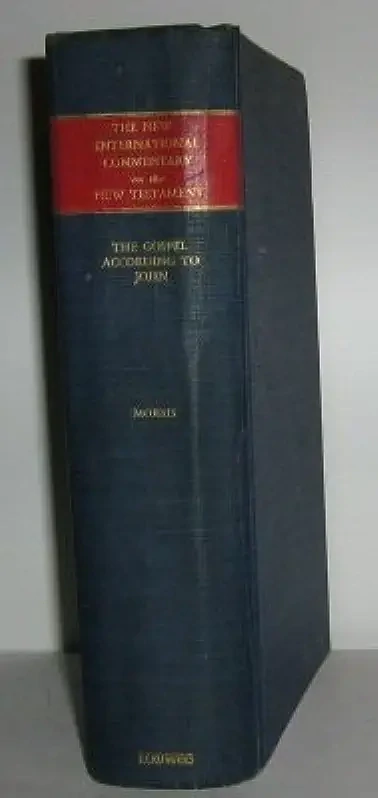 THE NEW
INTERNATIONAL
COMMENTARY
on the
NEW TESTAMENT
THE GOSPEL
ACCORDING TO
JOHN
MORRIS